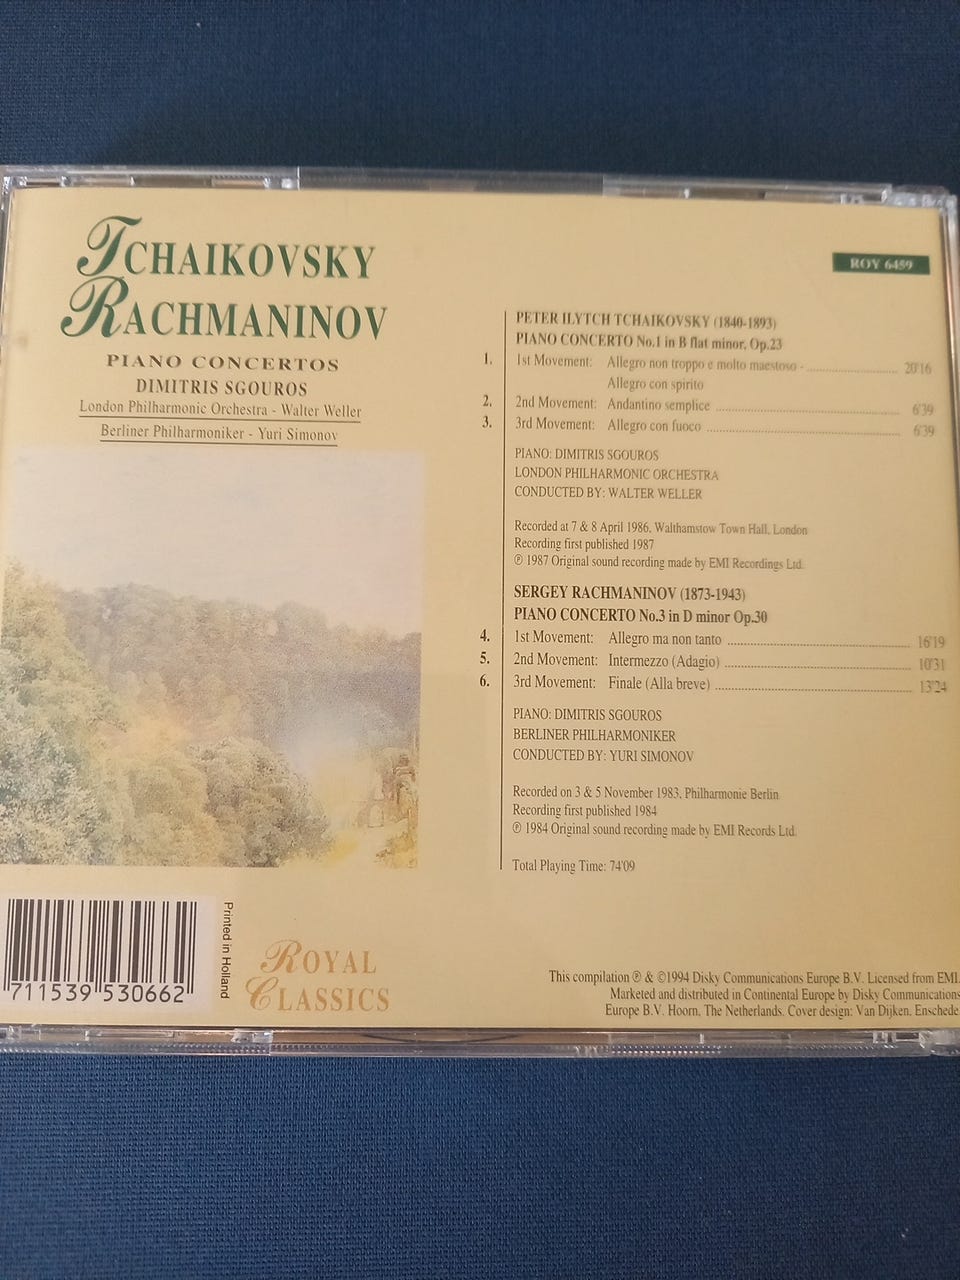 TCHAIKOVSKY
RACHMANINOV
PIANO CONCERTOS
DIMITRIS SGOUROS
London Philharmonic Orchestra - Walter Weller
Berliner Philharmoniker - Yuri Simonov
ROY 6459
PETER ILYTCH TCHAIKOVSKY (1840-1893)
PIANO CONCERTO No.1 in B flat minor, Op.23
1. 1st Movement: Allegro non troppo e molto maestoso - 20'16
Allegro con spirito
2. 2nd Movement: Andantino semplice 6'39
3. 3rd Movement: Allegro con fuoco 6'39
PIANO: DIMITRIS SGOUROS
LONDON PHILHARMONIC ORCHESTRA
CONDUCTED BY: WALTER WELLER
Recorded at 7 & 8 April 1986, Walthamstow Town Hall, London
Recording first published 1987
℗ 1987 Original sound recording made by EMI Recordings Ltd.
SERGEY RACHMANINOV (1873-1943)
PIANO CONCERTO No.3 in D minor Op.30
4. 1st Movement: Allegro ma non tanto 16'19
5. 2nd Movement: Intermezzo (Adagio) 10'31
6. 3rd Movement: Finale (Alla breve) 13'24
PIANO: DIMITRIS SGOUROS
BERLINER PHILHARMONIKER
CONDUCTED BY: YURI SIMONOV
Recorded on 3 & 5 November 1983, Philharmonie Berlin
Recording first published 1984
℗ 1984 Original sound recording made by EMI Records Ltd.
Total Playing Time: 74'09
7 11539 53066 2
Printed in Holland
ROYAL
CLASSICS
This compilation ℗ & ©1994 Disky Communications Europe B.V. Licensed from EMI.
Marketed and distributed in Continental Europe by Disky Communications
Europe B.V. Hoorn, The Netherlands. Cover design: Van Dijken, Enschede